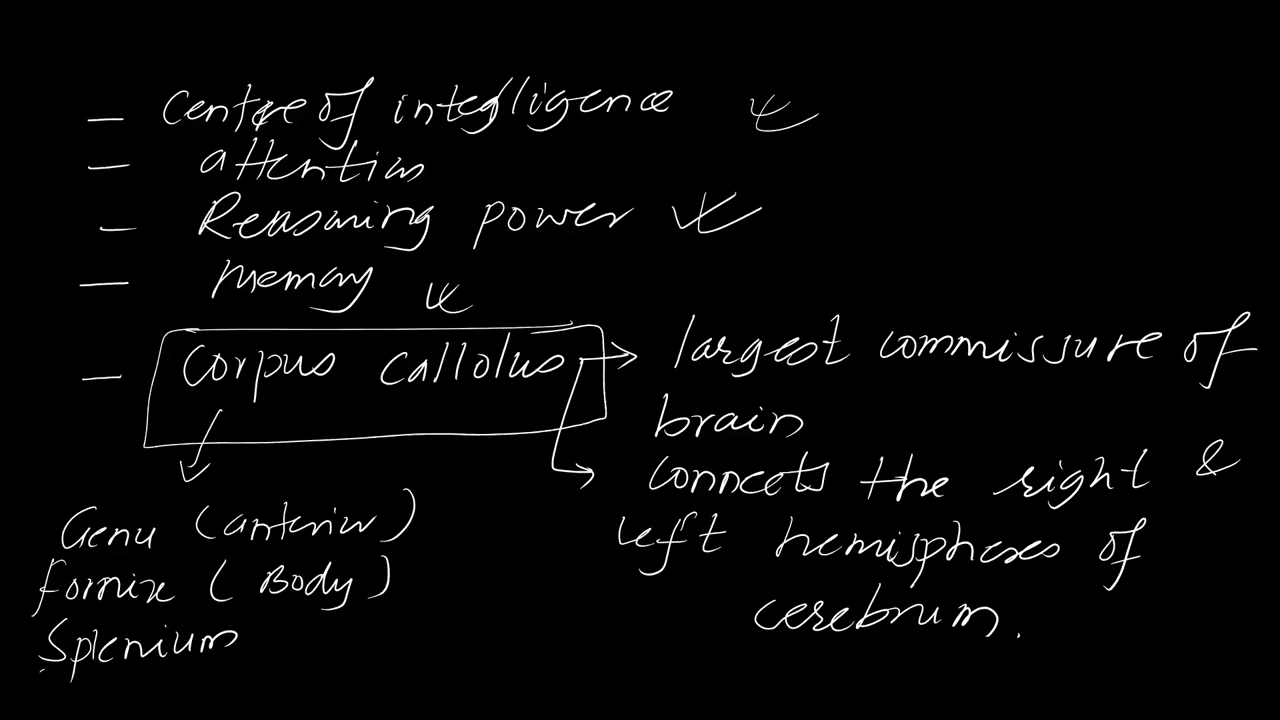 — Centre of intelligence
— attention
— Reasoning power
— memory
— Corpus callolus → largest commissure of
brain
connects the right &
left hemispheres of
cerebrum.
Genu (anterior)
Fornix (Body)
Splenium